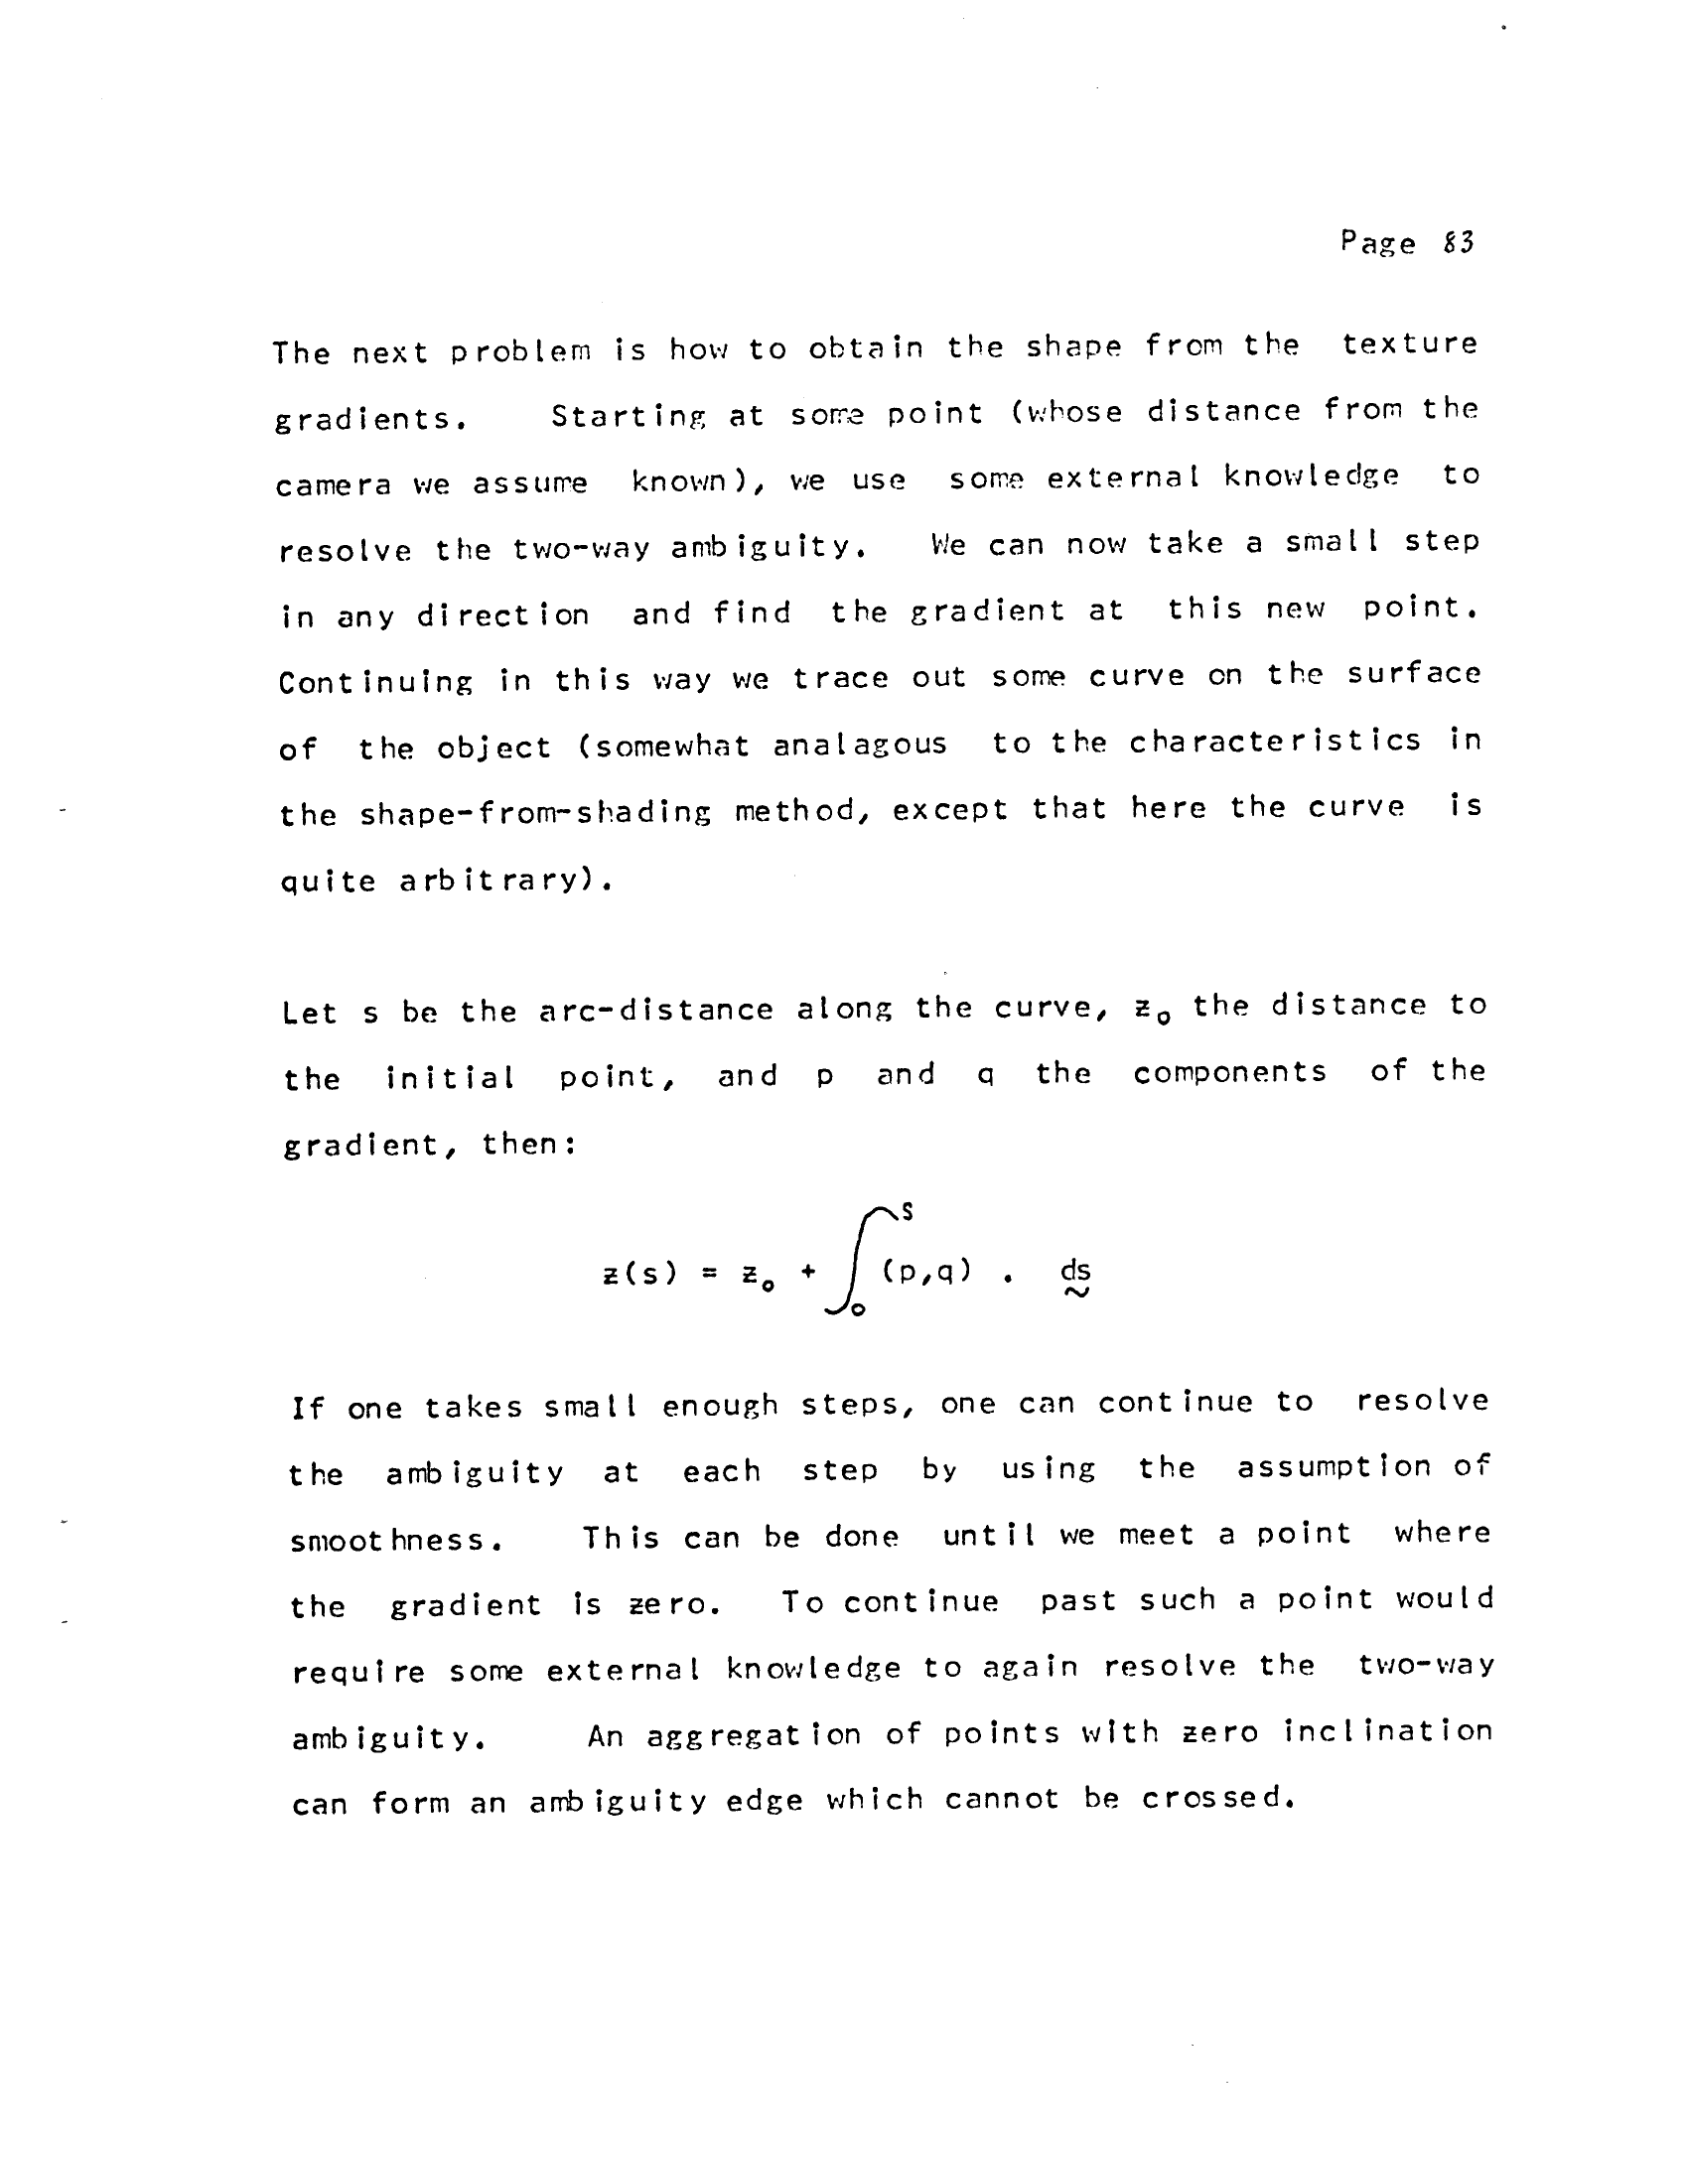 Page 83
The next problem is how to obtain the shape from the texture
gradients. Starting at some point (whose distance from the
camera we assume known), we use some external knowledge to
resolve the two-way ambiguity. We can now take a small step
in any direction and find the gradient at this new point.
Continuing in this way we trace out some curve on the surface
of the object (somewhat analagous to the characteristics in
the shape-from-shading method, except that here the curve is
quite arbitrary).
Let s be the arc-distance along the curve, z₀ the distance to
the initial point, and p and q the components of the
gradient, then:
z(s) = z₀ + ∫₀ˢ (p,q) . d̰s̰
If one takes small enough steps, one can continue to resolve
the ambiguity at each step by using the assumption of
smoothness. This can be done until we meet a point where
the gradient is zero. To continue past such a point would
require some external knowledge to again resolve the two-way
ambiguity. An aggregation of points with zero inclination
can form an ambiguity edge which cannot be crossed.